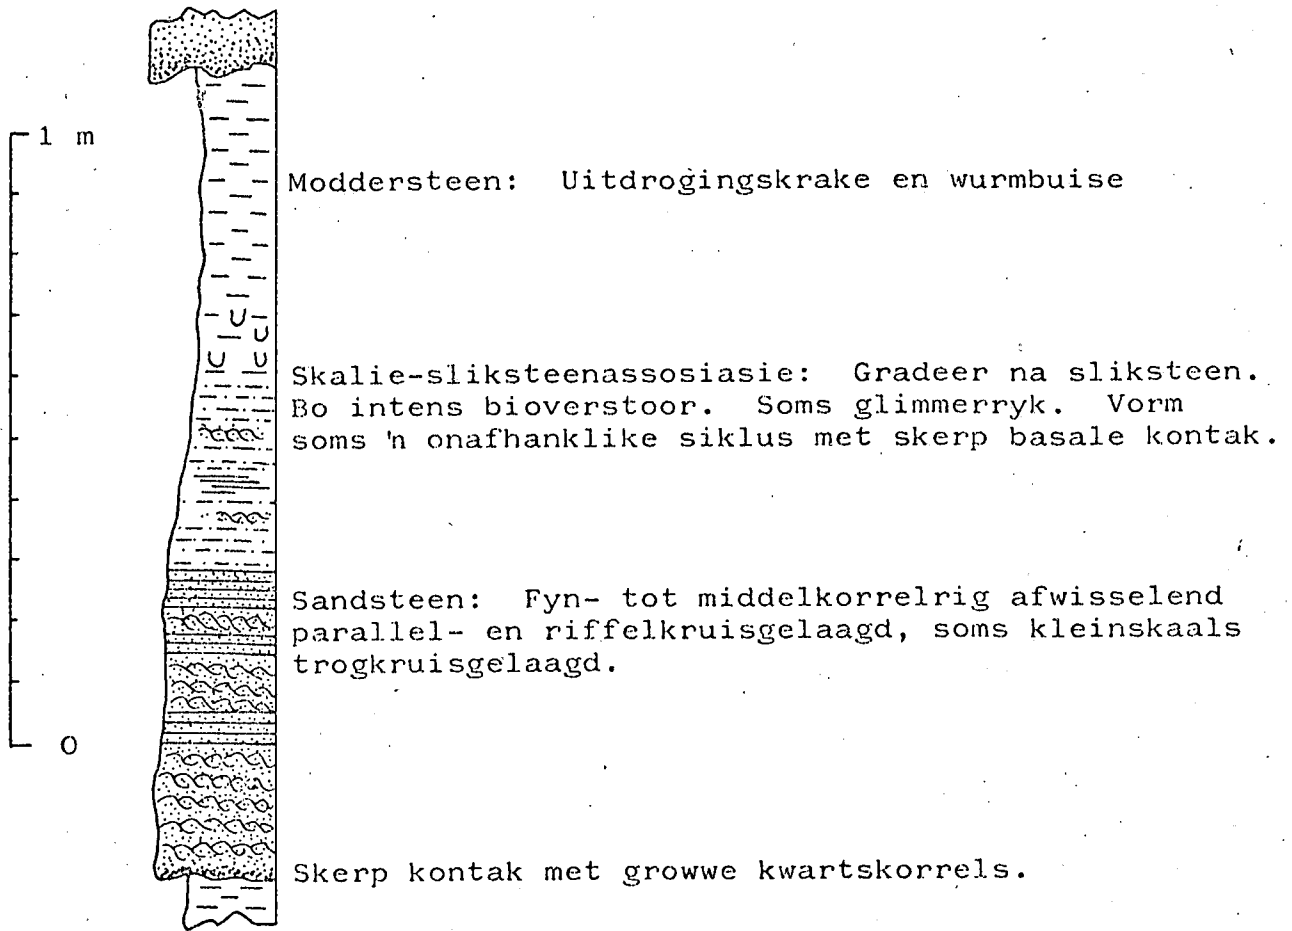 1 m
Moddersteen: Uitdrogingskrake en wurmbuise
Skalie-sliksteenassosiasie: Gradeer na sliksteen.
Bo intens bioverstoor. Soms glimmerryk. Vorm
soms 'n onafhanklike siklus met skerp basale kontak.
Sandsteen: Fyn- tot middelkorrelrig afwisselend
parallel- en riffelkruisgelaagd, soms kleinskaals
trogkruisgelaagd.
0
Skerp kontak met growwe kwartskorrels.